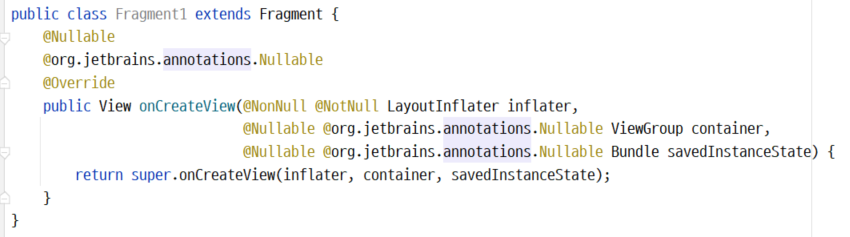 public class Fragment1 extends Fragment {
    @Nullable
    @org.jetbrains.annotations.Nullable
    @Override
    public View onCreateView(@NonNull @NotNull LayoutInflater inflater,
                             @Nullable @org.jetbrains.annotations.Nullable ViewGroup container,
                             @Nullable @org.jetbrains.annotations.Nullable Bundle savedInstanceState) {
        return super.onCreateView(inflater, container, savedInstanceState);
    }
}